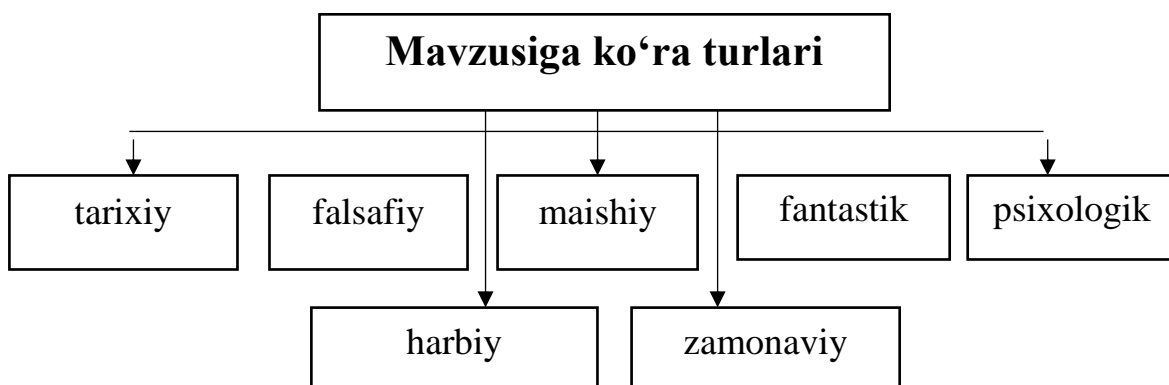 Mavzusiga ko‘ra turlari
tarixiy
falsafiy
maishiy
fantastik
psixologik
harbiy
zamonaviy